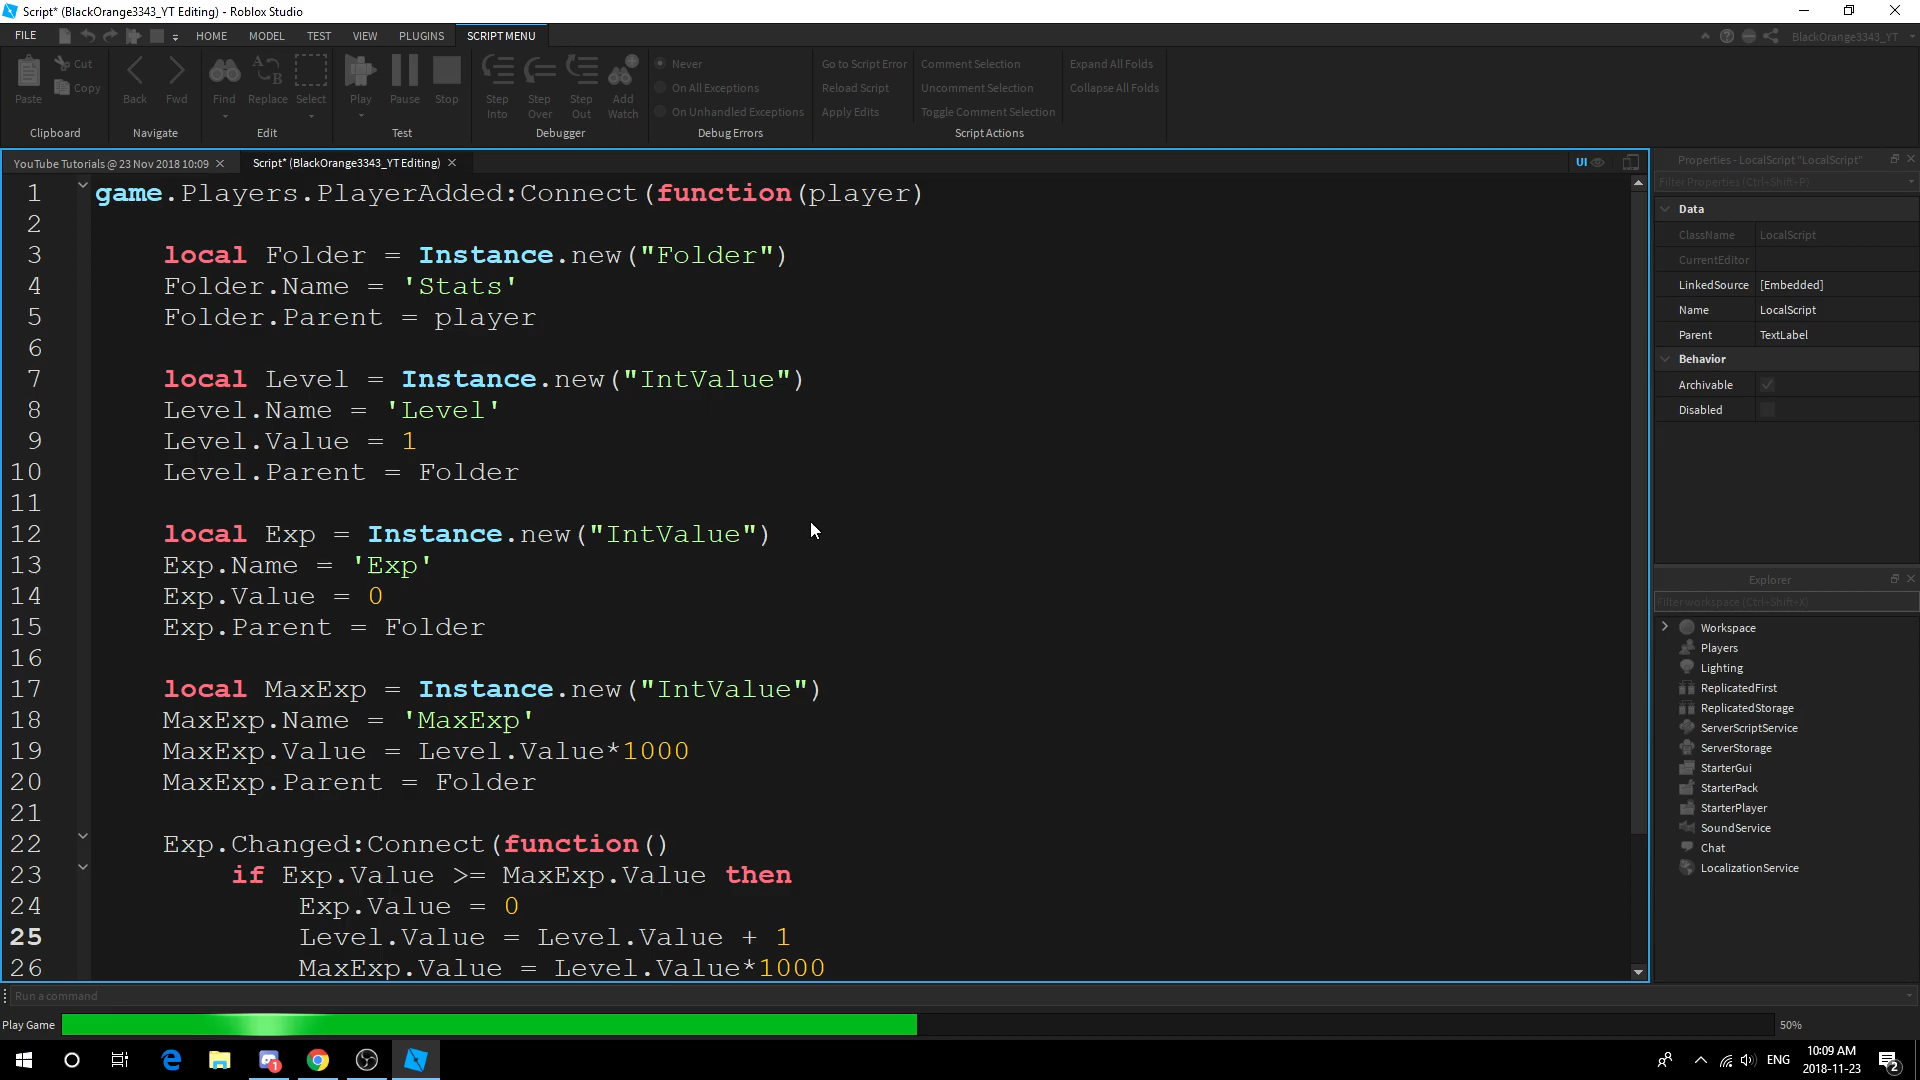 Script* (BlackOrange3343_YT Editing) - Roblox Studio
FILE HOME MODEL TEST VIEW PLUGINS SCRIPT MENU BlackOrange3343_YT
Paste Cut Copy Back Fwd Find Replace Select Play Pause Stop Step Into Step Over Step Out Add Watch
Never Go to Script Error Comment Selection Expand All Folds
On All Exceptions Reload Script Uncomment Selection Collapse All Folds
On Unhandled Exceptions Apply Edits Toggle Comment Selection
Clipboard Navigate Edit Test Debugger Debug Errors Script Actions
YouTube Tutorials @ 23 Nov 2018 10:09 Script* (BlackOrange3343_YT Editing) UI
1 game.Players.PlayerAdded:Connect(function(player)
2
3 local Folder = Instance.new("Folder")
4 Folder.Name = 'Stats'
5 Folder.Parent = player
6
7 local Level = Instance.new("IntValue")
8 Level.Name = 'Level'
9 Level.Value = 1
10 Level.Parent = Folder
11
12 local Exp = Instance.new("IntValue")
13 Exp.Name = 'Exp'
14 Exp.Value = 0
15 Exp.Parent = Folder
16
17 local MaxExp = Instance.new("IntValue")
18 MaxExp.Name = 'MaxExp'
19 MaxExp.Value = Level.Value*1000
20 MaxExp.Parent = Folder
21
22 Exp.Changed:Connect(function()
23 if Exp.Value >= MaxExp.Value then
24 Exp.Value = 0
25 Level.Value = Level.Value + 1
26 MaxExp.Value = Level.Value*1000
Properties - LocalScript "LocalScript"
Filter Properties (Ctrl+Shift+P)
Data
ClassName LocalScript
CurrentEditor
LinkedSource [Embedded]
Name LocalScript
Parent TextLabel
Behavior
Archivable
Disabled
Explorer
Filter workspace (Ctrl+Shift+X)
Workspace
Players
Lighting
ReplicatedFirst
ReplicatedStorage
ServerScriptService
ServerStorage
StarterGui
StarterPack
StarterPlayer
SoundService
Chat
LocalizationService
Run a command
Play Game 50%
1 ENG 10:09 AM 2
2018-11-23